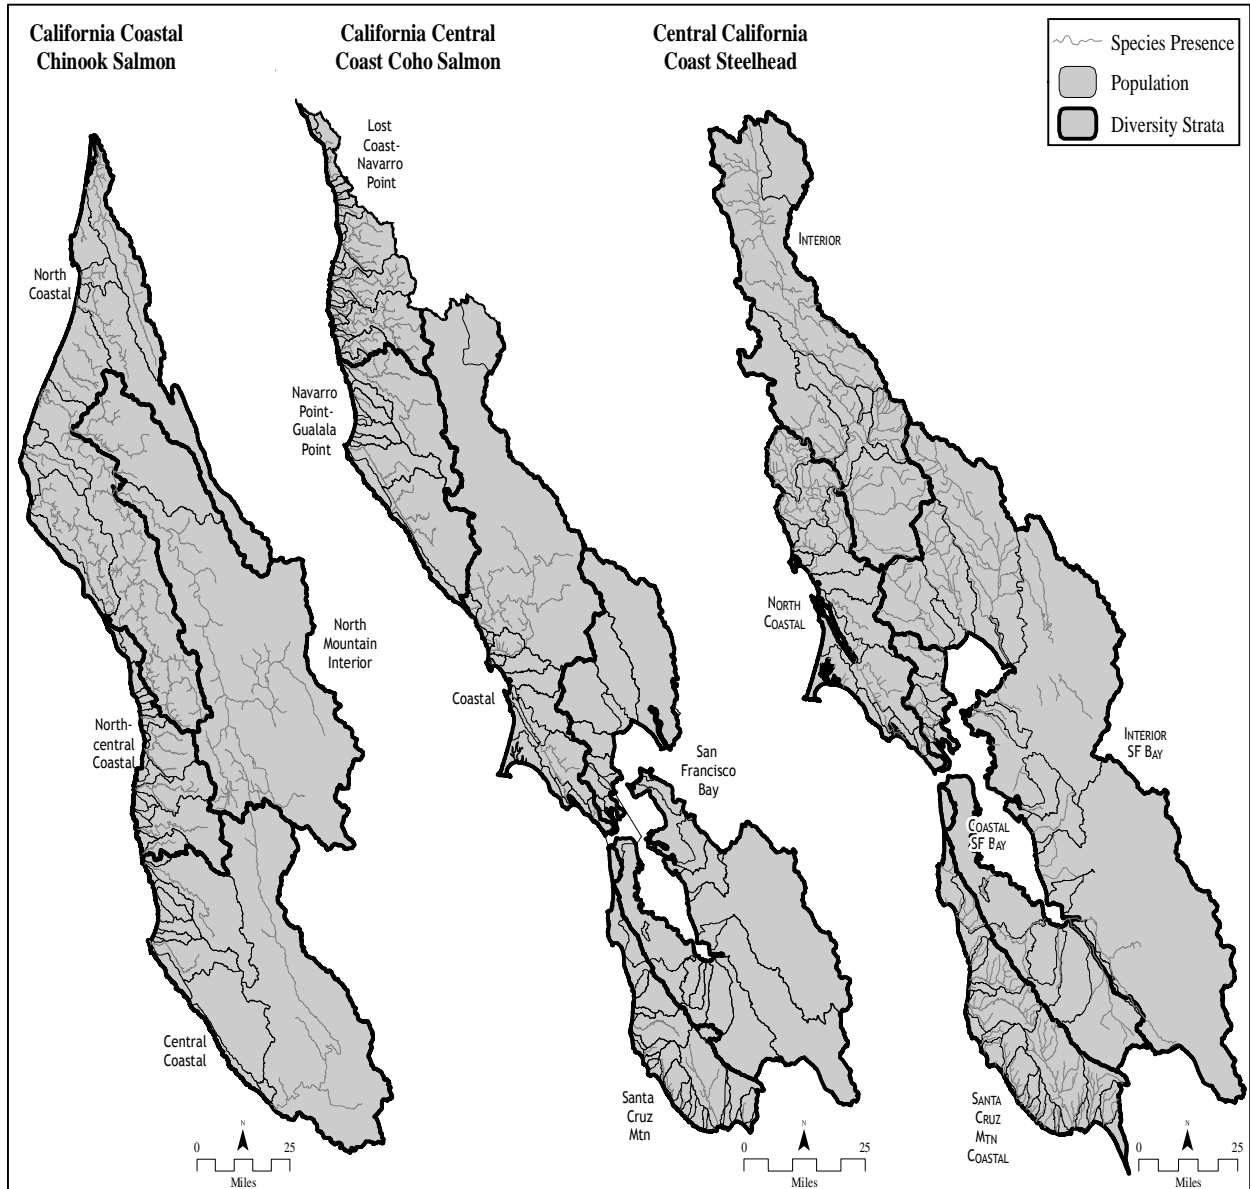 California Coastal
Chinook Salmon
California Central
Coast Coho Salmon
Central California
Coast Steelhead
Species Presence
Population
Diversity Strata
North
Coastal
North
Mountain
Interior
North-
central
Coastal
Central
Coastal
N
0 25
Miles
Lost
Coast-
Navarro
Point
Navarro
Point-
Gualala
Point
Coastal
San
Francisco
Bay
Santa
Cruz
Mtn
N
0 25
Miles
INTERIOR
NORTH
COASTAL
INTERIOR
SF BAY
COASTAL
SF BAY
SANTA
CRUZ
MTN
COASTAL
N
0 25
Miles